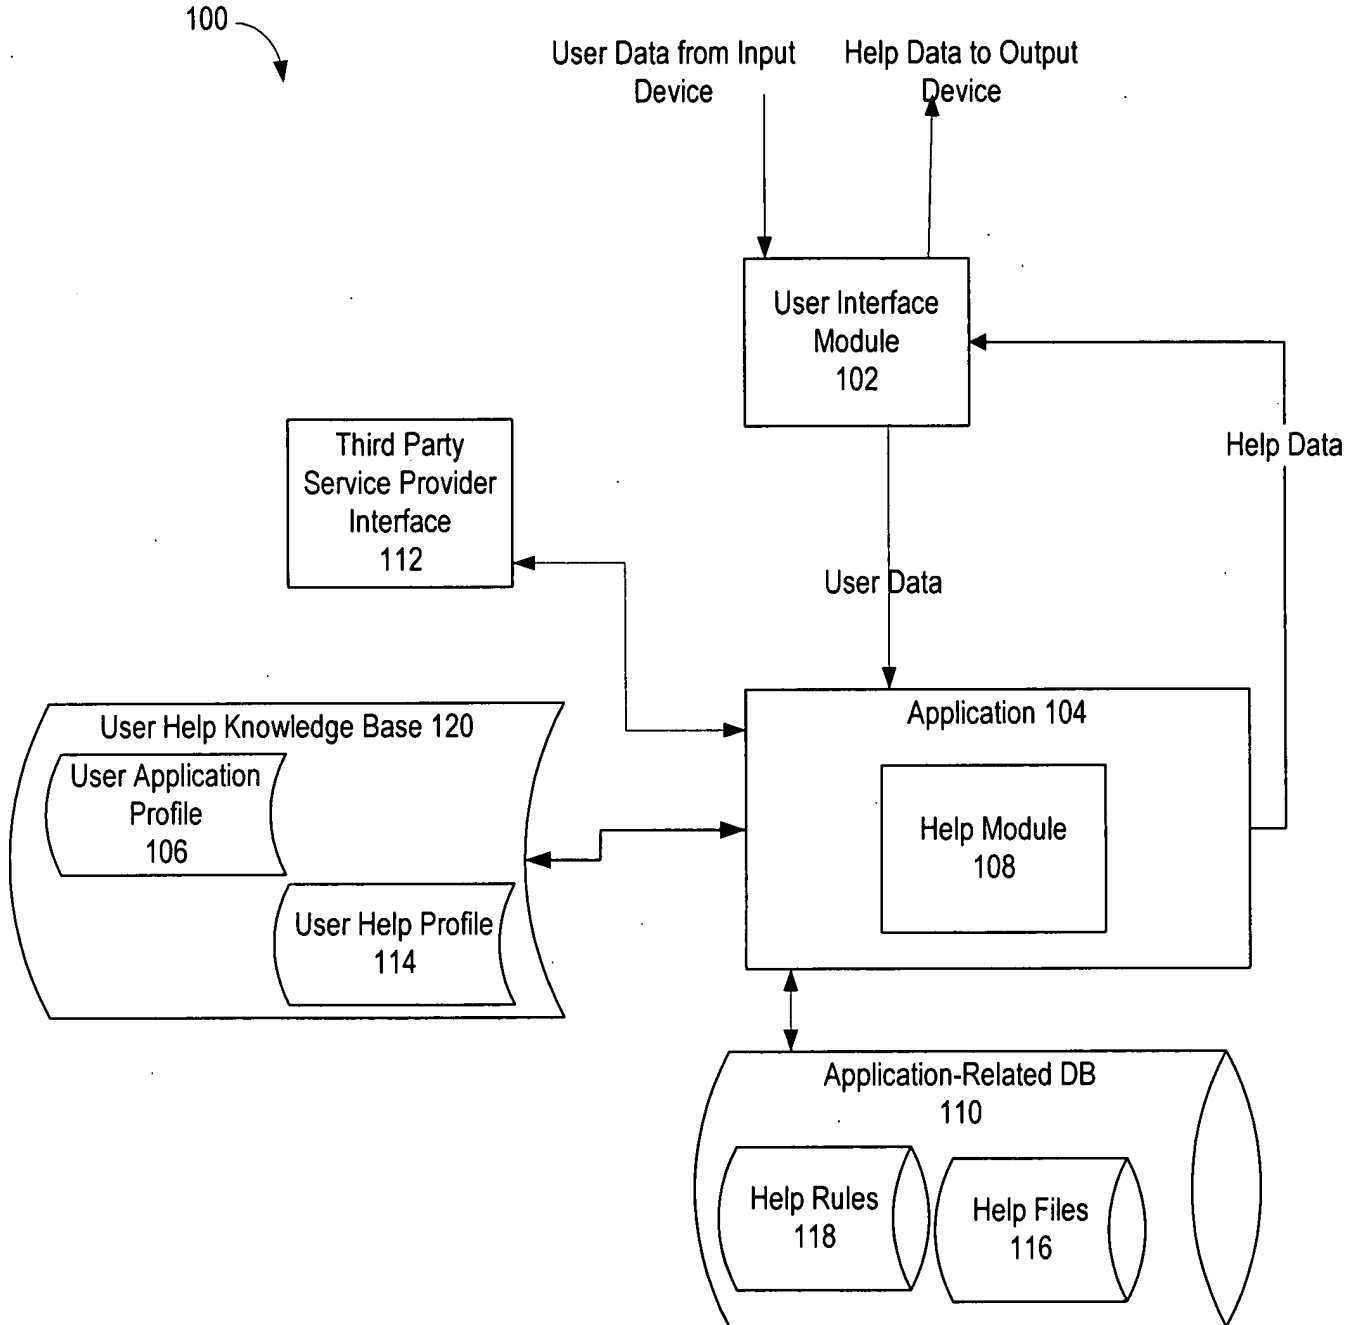 100
User Data from Input
Device
Help Data to Output
Device
User Interface
Module
102
Help Data
Third Party
Service Provider
Interface
112
User Data
Application 104
Help Module
108
User Help Knowledge Base 120
User Application
Profile
106
User Help Profile
114
Application-Related DB
110
Help Rules
118
Help Files
116